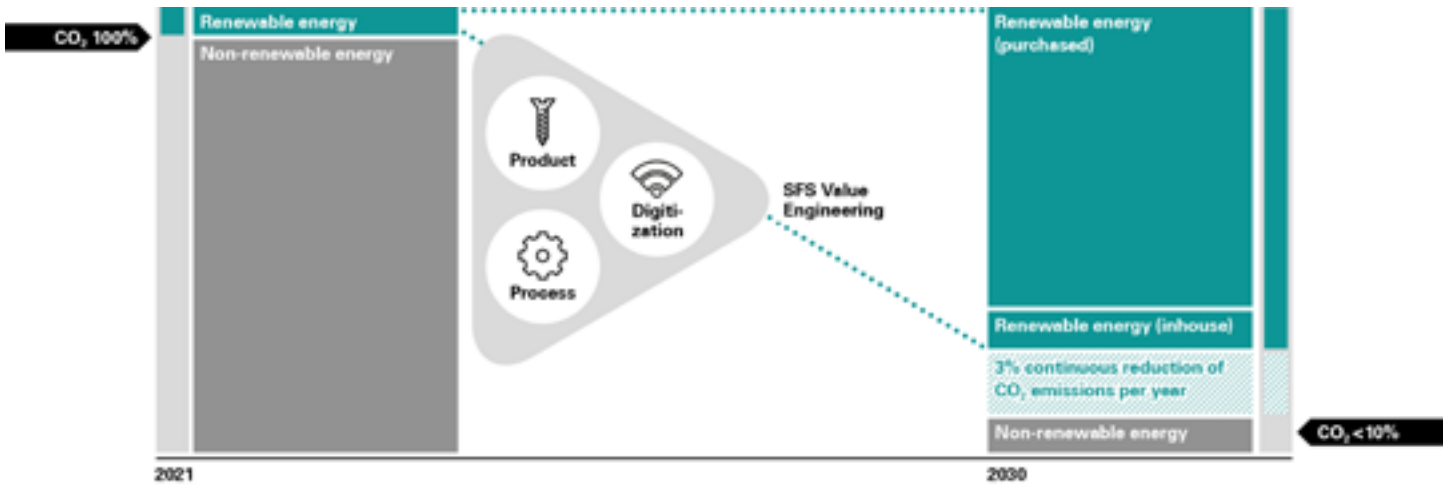 CO₂ 100%
Renewable energy
Non-renewable energy
Product
Process
Digiti-
zation
SFS Value
Engineering
Renewable energy
(purchased)
Renewable energy (inhouse)
3% continuous reduction of
CO₂ emissions per year
Non-renewable energy
CO₂ <10%
2021
2030